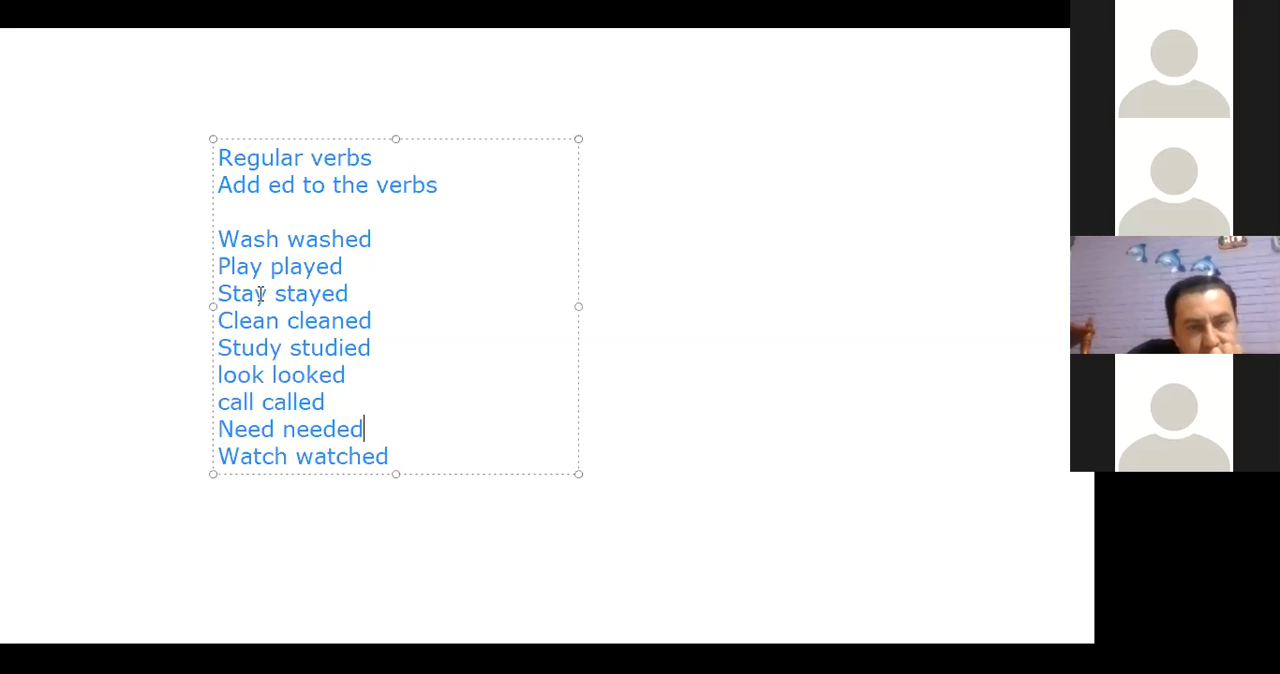 Regular verbs
Add ed to the verbs
Wash washed
Play played
Stay stayed
Clean cleaned
Study studied
look looked
call called
Need needed
Watch watched